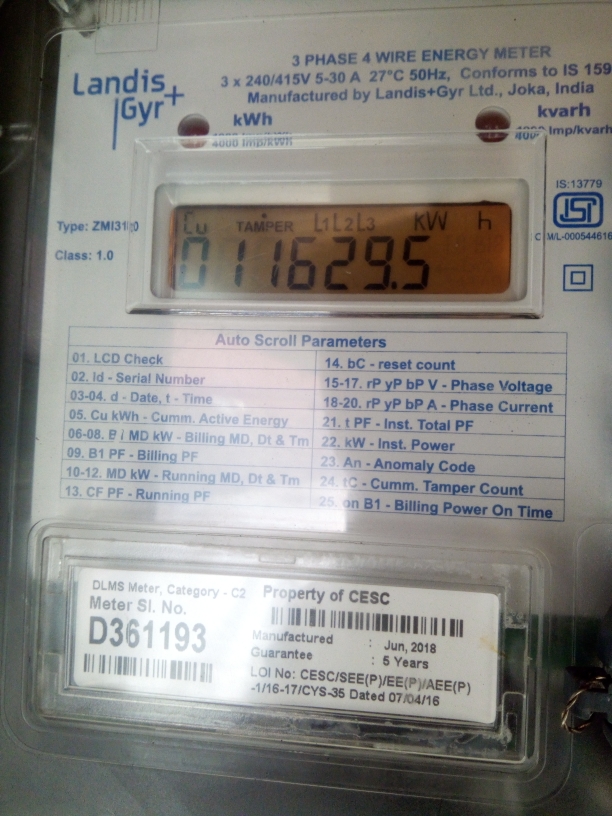 Landis
Gyr+
3 PHASE 4 WIRE ENERGY METER
3 x 240/415V 5-30 A 27°C 50Hz, Conforms to IS 159
Manufactured by Landis+Gyr Ltd., Joka, India
kWh
4000 Imp/kWh
kvarh
4000 Imp/kvarh
Type: ZMI31
Class: 1.0
Cu TAMPER L1L2L3 KW h
011629.5
IS:13779
ISI
CM/L-000544616
Auto Scroll Parameters
01. LCD Check
02. Id - Serial Number
03-04. d - Date, t - Time
05. Cu kWh - Cumm. Active Energy
06-08. B / MD kW - Billing MD, Dt & Tm
09. B1 PF - Billing PF
10-12. MD kW - Running MD, Dt & Tm
13. CF PF - Running PF
14. bC - reset count
15-17. rP yP bP V - Phase Voltage
18-20. rP yP bP A - Phase Current
21. t PF - Inst. Total PF
22. kW - Inst. Power
23. An - Anomaly Code
24. tC - Cumm. Tamper Count
25. on B1 - Billing Power On Time
DLMS Meter, Category - C2
Meter Sl. No.
D361193
Property of CESC
Manufactured : Jun, 2018
Guarantee : 5 Years
LOI No: CESC/SEE(P)/EE(P)/AEE(P)
-1/16-17/CYS-35 Dated 07/04/16